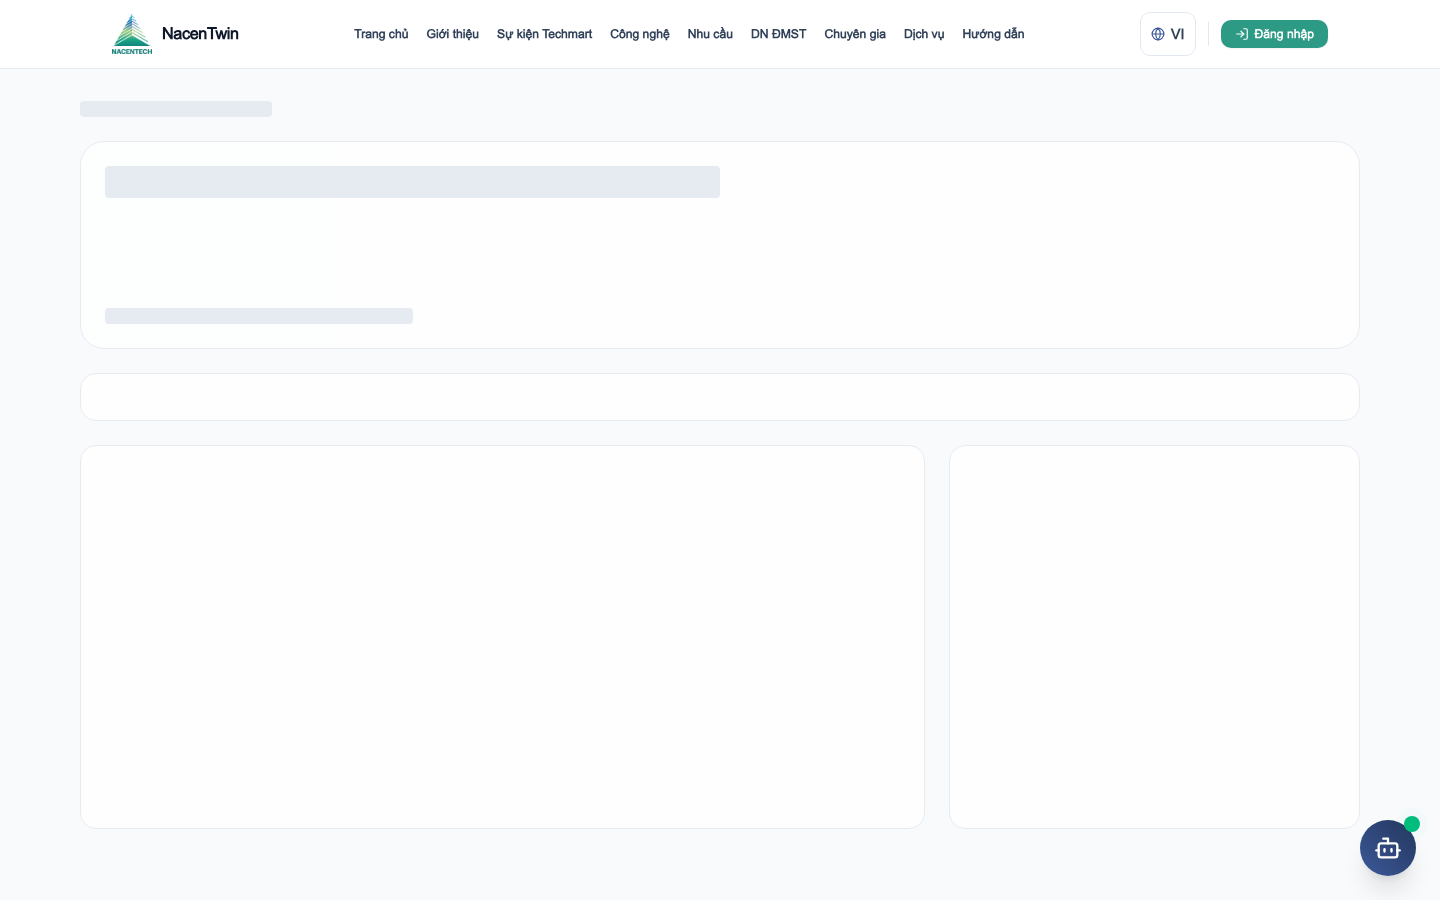 NACENTECH
NacenTwin
Trang chủ
Giới thiệu
Sự kiện Techmart
Công nghệ
Nhu cầu
DN ĐMST
Chuyên gia
Dịch vụ
Hướng dẫn
VI
Đăng nhập